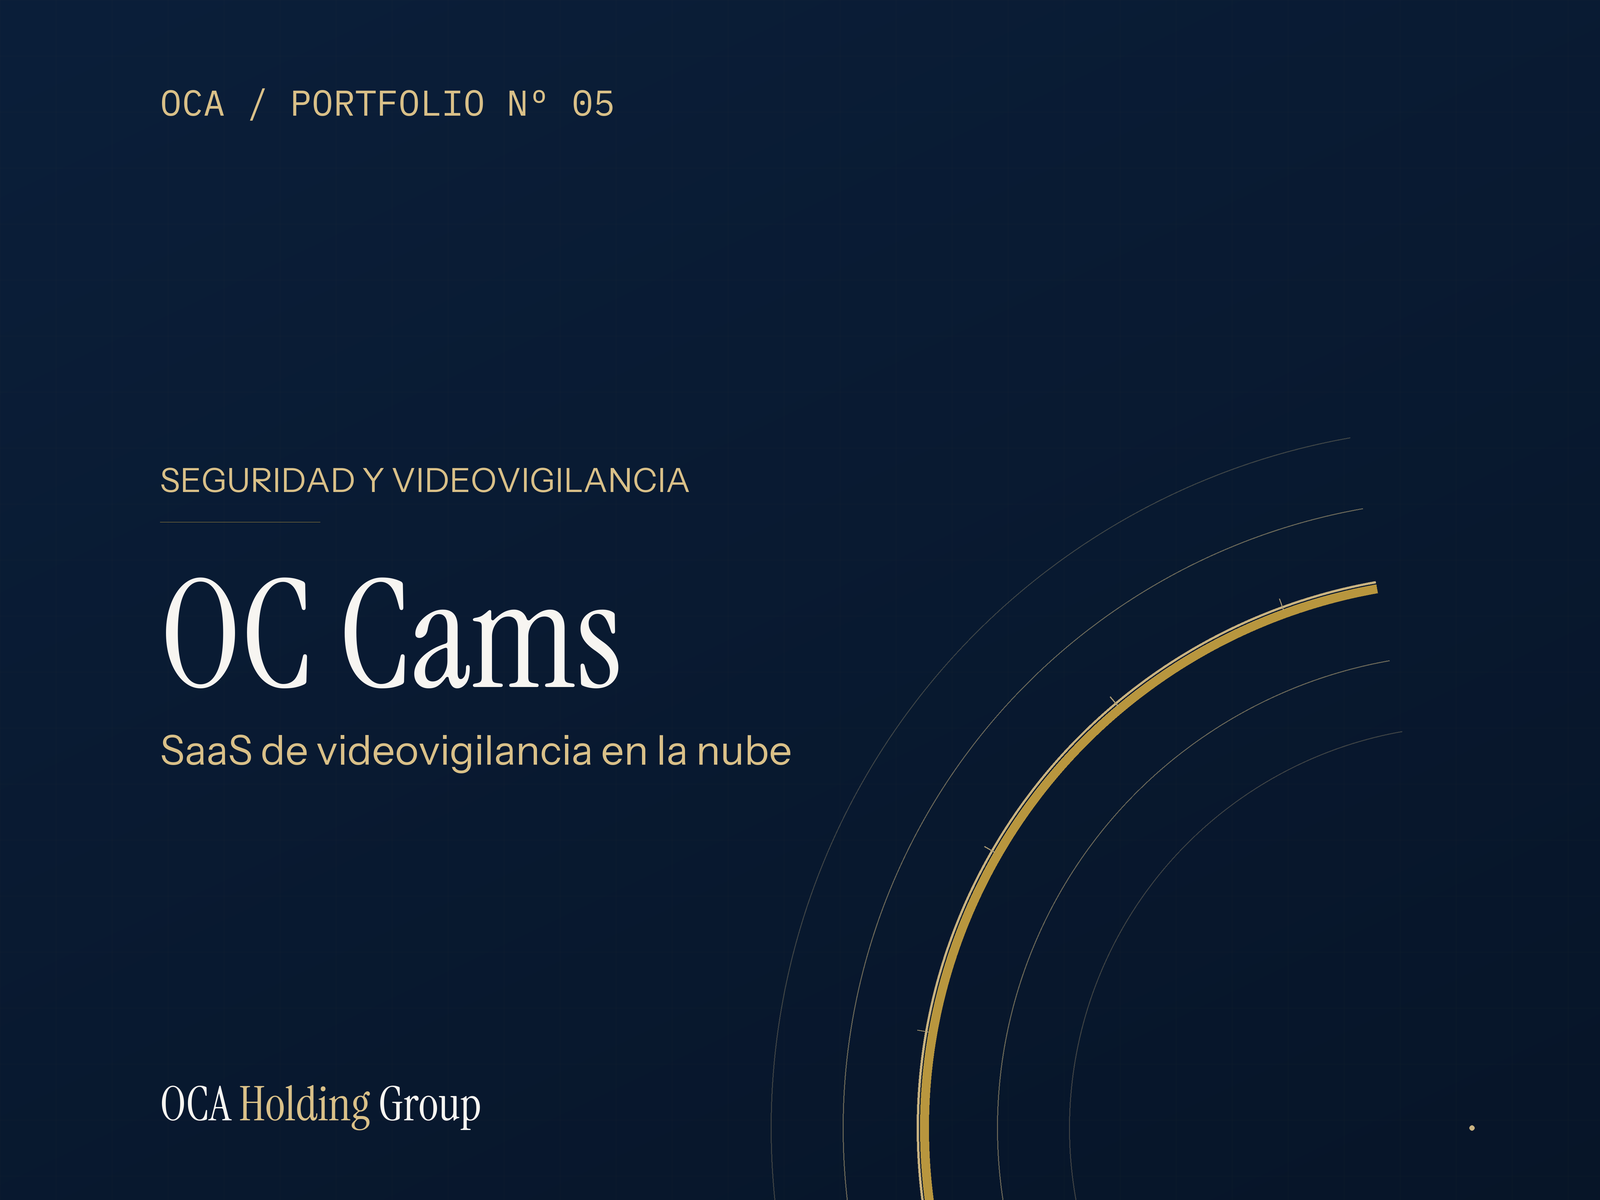 OCA / PORTFOLIO Nº 05
SEGURIDAD Y VIDEOVIGILANCIA
OC Cams
SaaS de videovigilancia en la nube
OCA Holding Group